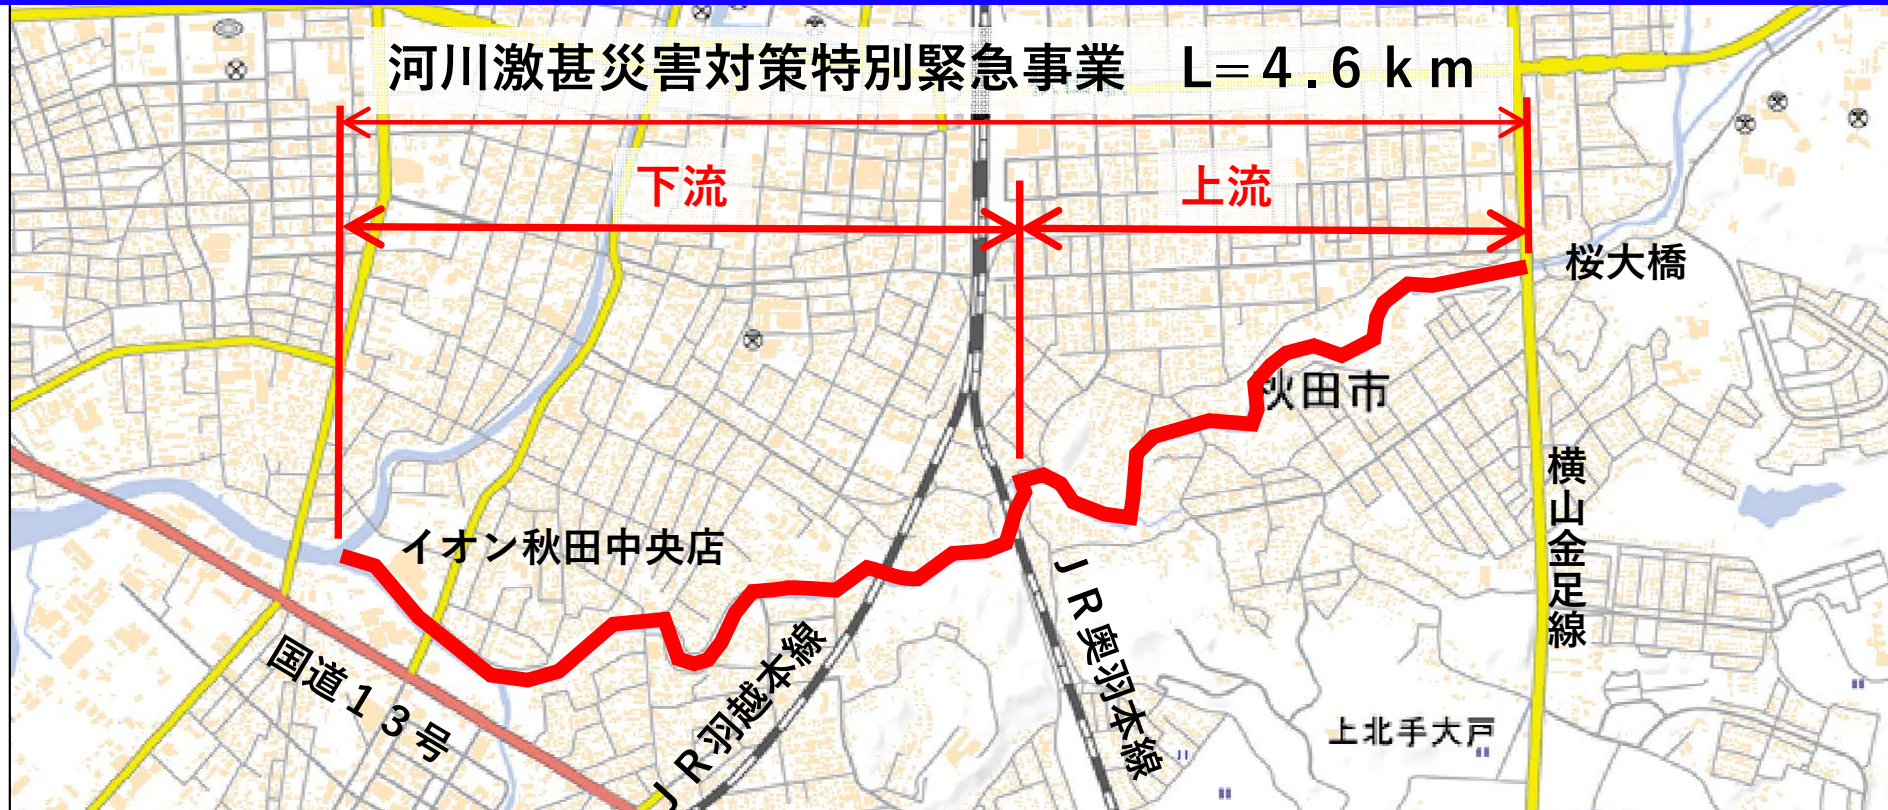 河川激甚災害対策特別緊急事業　L=4.6km
下流
上流
桜大橋
秋田市
横山金足線
イオン秋田中央店
国道13号
JR羽越本線
JR奥羽本線
上北手大戸